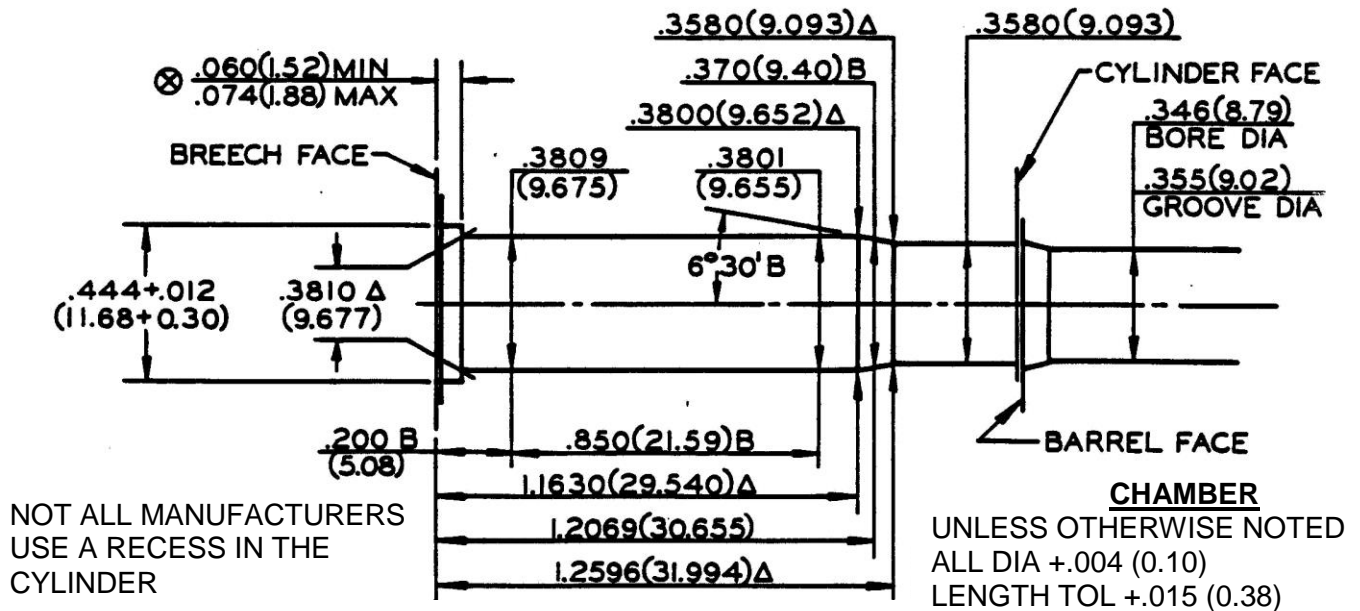 .3580(9.093)Δ
.3580(9.093)
⊗ .060(1.52)MIN
.074(1.88) MAX
.370(9.40)B
CYLINDER FACE
.3800(9.652)Δ
.346(8.79)
BORE DIA
BREECH FACE
.3809
(9.675)
.3801
(9.655)
.355(9.02)
GROOVE DIA
6°30'B
.444+.012
(11.68+0.30)
.3810 Δ
(9.677)
.200 B
(5.08)
.850(21.59)B
BARREL FACE
1.1630(29.540)Δ
1.2069(30.655)
1.2596(31.994)Δ
NOT ALL MANUFACTURERS
USE A RECESS IN THE
CYLINDER
CHAMBER
UNLESS OTHERWISE NOTED
ALL DIA +.004 (0.10)
LENGTH TOL +.015 (0.38)